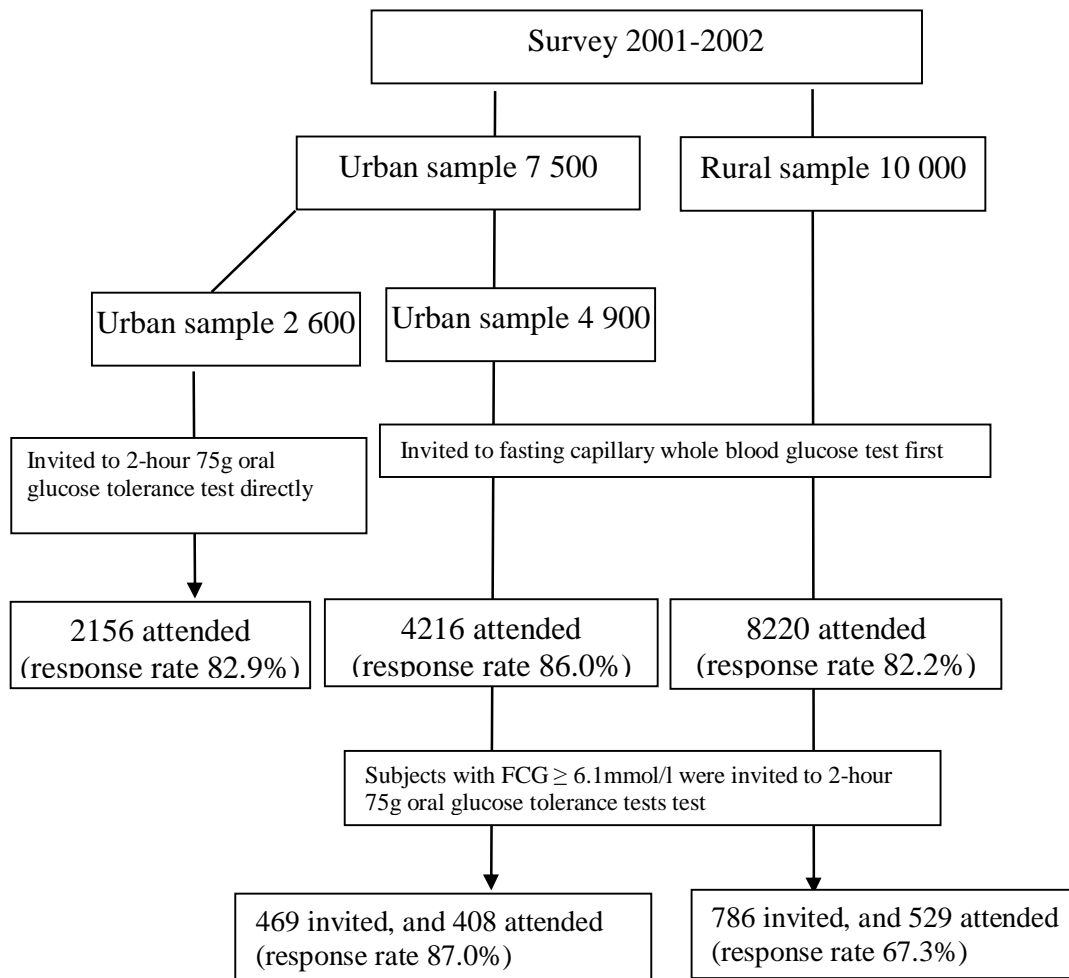 Survey 2001-2002
Urban sample 7 500
Rural sample 10 000
Urban sample 2 600
Urban sample 4 900
Invited to 2-hour 75g oral
glucose tolerance test directly
Invited to fasting capillary whole blood glucose test first
2156 attended
(response rate 82.9%)
4216 attended
(response rate 86.0%)
8220 attended
(response rate 82.2%)
Subjects with FCG ≥ 6.1mmol/l were invited to 2-hour
75g oral glucose tolerance tests test
469 invited, and 408 attended
(response rate 87.0%)
786 invited, and 529 attended
(response rate 67.3%)